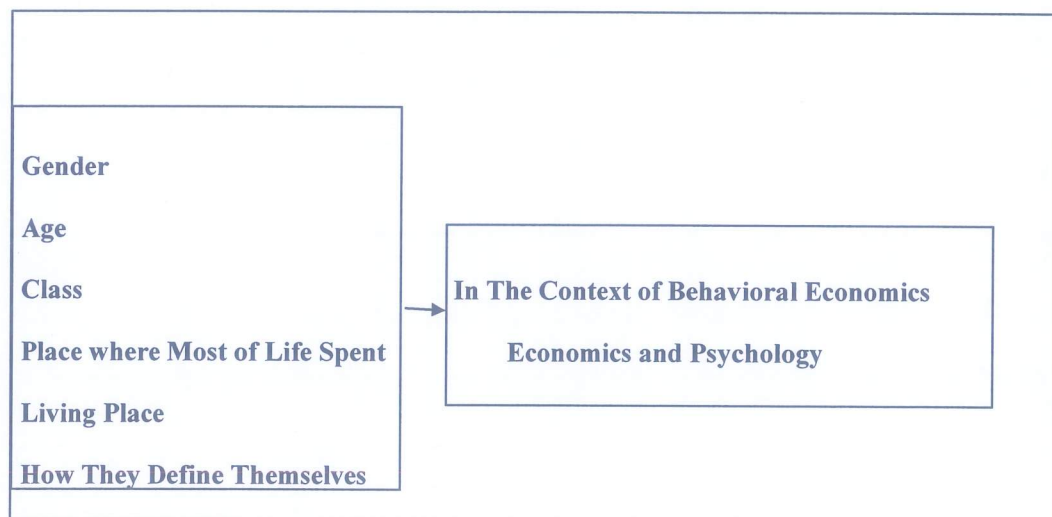 Gender
Age
Class
Place where Most of Life Spent
Living Place
How They Define Themselves
In The Context of Behavioral Economics
Economics and Psychology